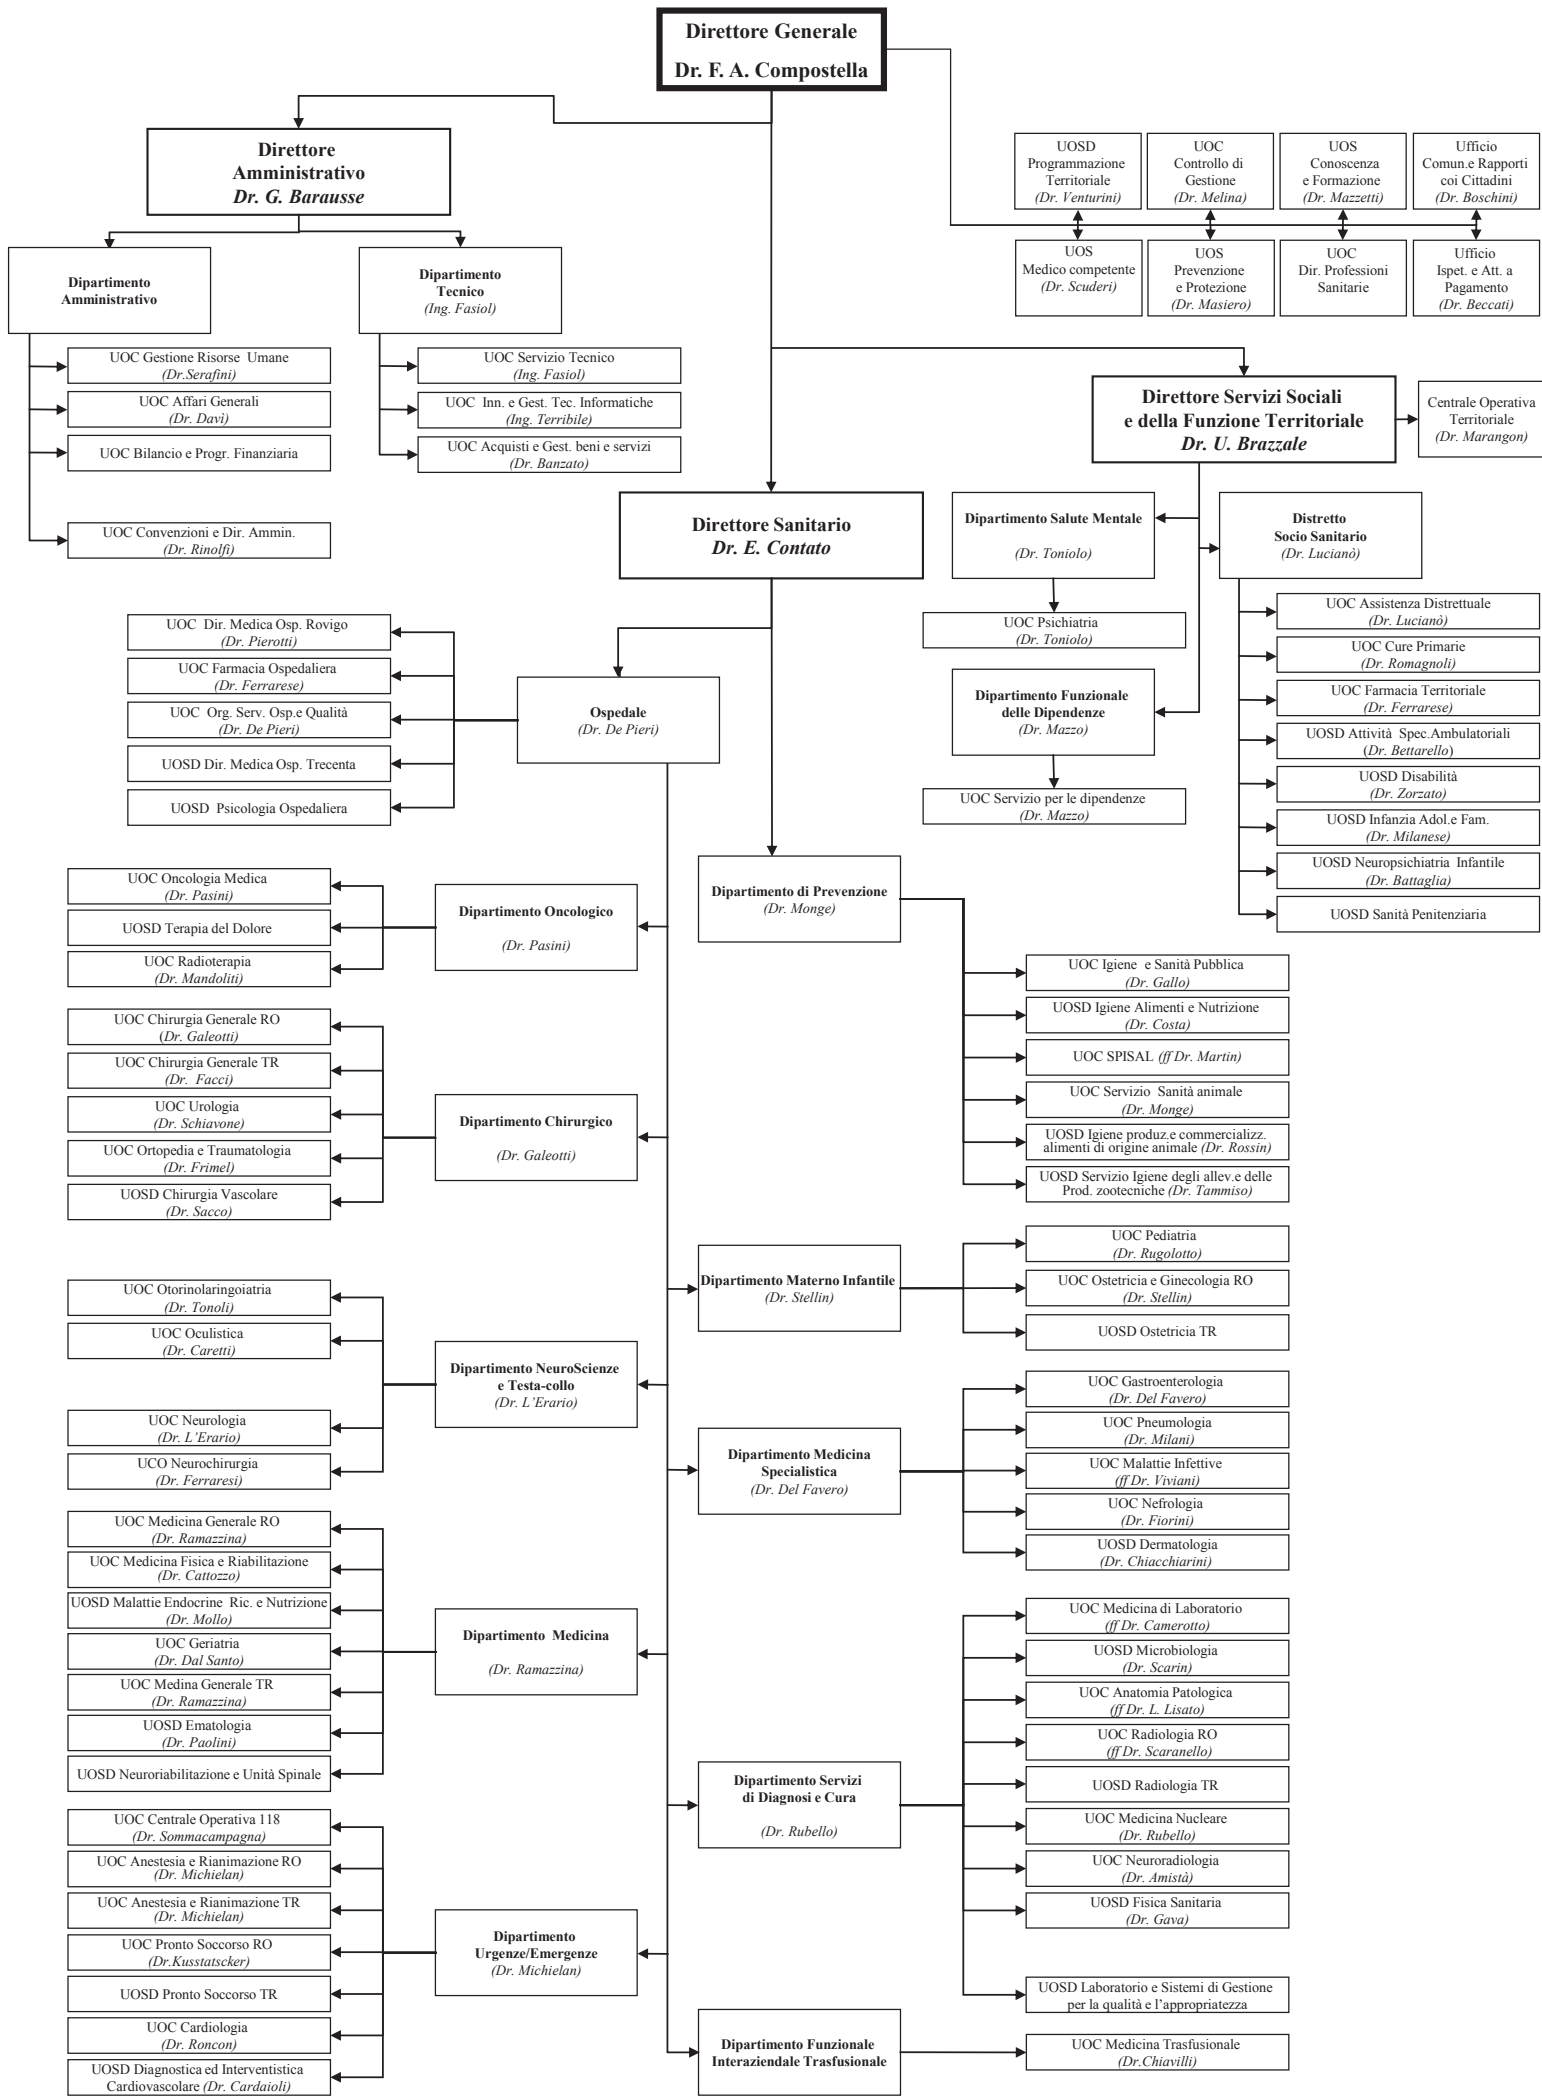 Direttore Generale
Dr. F. A. Compostella
Direttore
Amministrativo
Dr. G. Barausse
UOSD
Programmazione
Territoriale
(Dr. Venturini)
UOC
Controllo di
Gestione
(Dr. Melina)
UOS
Conoscenza
e Formazione
(Dr. Mazzetti)
Ufficio
Comun.e Rapporti
coi Cittadini
(Dr. Boschini)
UOS
Medico competente
(Dr. Scuderi)
UOS
Prevenzione
e Protezione
(Dr. Masiero)
UOC
Dir. Professioni
Sanitarie
Ufficio
Ispet. e Att. a
Pagamento
(Dr. Beccati)
Dipartimento
Amministrativo
Dipartimento
Tecnico
(Ing. Fasiol)
UOC Gestione Risorse Umane
(Dr.Serafini)
UOC Affari Generali
(Dr. Davì)
UOC Bilancio e Progr. Finanziaria
UOC Convenzioni e Dir. Ammin.
(Dr. Rinolfi)
UOC Servizio Tecnico
(Ing. Fasiol)
UOC Inn. e Gest. Tec. Informatiche
(Ing. Terribile)
UOC Acquisti e Gest. beni e servizi
(Dr. Banzato)
Direttore Servizi Sociali
e della Funzione Territoriale
Dr. U. Brazzale
Centrale Operativa
Territoriale
(Dr. Marangon)
Direttore Sanitario
Dr. E. Contato
Dipartimento Salute Mentale
(Dr. Toniolo)
UOC Psichiatria
(Dr. Toniolo)
Dipartimento Funzionale
delle Dipendenze
(Dr. Mazzo)
UOC Servizio per le dipendenze
(Dr. Mazzo)
Distretto
Socio Sanitario
(Dr. Lucianò)
UOC Assistenza Distrettuale
(Dr. Lucianò)
UOC Cure Primarie
(Dr. Romagnoli)
UOC Farmacia Territoriale
(Dr. Ferrarese)
UOSD Attività Spec.Ambulatoriali
(Dr. Bettarello)
UOSD Disabilità
(Dr. Zorzato)
UOSD Infanzia Adol.e Fam.
(Dr. Milanese)
UOSD Neuropsichiatria Infantile
(Dr. Battaglia)
UOSD Sanità Penitenziaria
UOC Dir. Medica Osp. Rovigo
(Dr. Pierotti)
UOC Farmacia Ospedaliera
(Dr. Ferrarese)
UOC Org. Serv. Osp.e Qualità
(Dr. De Pieri)
UOSD Dir. Medica Osp. Trecenta
UOSD Psicologia Ospedaliera
Ospedale
(Dr. De Pieri)
UOC Oncologia Medica
(Dr. Pasini)
UOSD Terapia del Dolore
UOC Radioterapia
(Dr. Mandoliti)
Dipartimento Oncologico
(Dr. Pasini)
Dipartimento di Prevenzione
(Dr. Monge)
UOC Igiene e Sanità Pubblica
(Dr. Gallo)
UOSD Igiene Alimenti e Nutrizione
(Dr. Costa)
UOC SPISAL (ff Dr. Martin)
UOC Servizio Sanità animale
(Dr. Monge)
UOSD Igiene produz.e commercializz.
alimenti di origine animale (Dr. Rossin)
UOSD Servizio Igiene degli allev.e delle
Prod. zootecniche (Dr. Tammiso)
UOC Chirurgia Generale RO
(Dr. Galeotti)
UOC Chirurgia Generale TR
(Dr. Facci)
UOC Urologia
(Dr. Schiavone)
UOC Ortopedia e Traumatologia
(Dr. Frimel)
UOSD Chirurgia Vascolare
(Dr. Sacco)
Dipartimento Chirurgico
(Dr. Galeotti)
Dipartimento Materno Infantile
(Dr. Stellin)
UOC Pediatria
(Dr. Rugolotto)
UOC Ostetricia e Ginecologia RO
(Dr. Stellin)
UOSD Ostetricia TR
UOC Otorinolaringoiatria
(Dr. Tonoli)
UOC Oculistica
(Dr. Caretti)
UOC Neurologia
(Dr. L'Erario)
UCO Neurochirurgia
(Dr. Ferraresi)
Dipartimento NeuroScienze
e Testa-collo
(Dr. L'Erario)
Dipartimento Medicina
Specialistica
(Dr. Del Favero)
UOC Gastroenterologia
(Dr. Del Favero)
UOC Pneumologia
(Dr. Milani)
UOC Malattie Infettive
(ff Dr. Viviani)
UOC Nefrologia
(Dr. Fiorini)
UOSD Dermatologia
(Dr. Chiacchiarini)
UOC Medicina Generale RO
(Dr. Ramazzina)
UOC Medicina Fisica e Riabilitazione
(Dr. Cattozzo)
UOSD Malattie Endocrine Ric. e Nutrizione
(Dr. Mollo)
UOC Geriatria
(Dr. Dal Santo)
UOC Medina Generale TR
(Dr. Ramazzina)
UOSD Ematologia
(Dr. Paolini)
UOSD Neuroriabilitazione e Unità Spinale
Dipartimento Medicina
(Dr. Ramazzina)
Dipartimento Servizi
di Diagnosi e Cura
(Dr. Rubello)
UOC Medicina di Laboratorio
(ff Dr. Camerotto)
UOSD Microbiologia
(Dr. Scarin)
UOC Anatomia Patologica
(ff Dr. L. Lisato)
UOC Radiologia RO
(ff Dr. Scaranello)
UOSD Radiologia TR
UOC Medicina Nucleare
(Dr. Rubello)
UOC Neuroradiologia
(Dr. Amistà)
UOSD Fisica Sanitaria
(Dr. Gava)
UOSD Laboratorio e Sistemi di Gestione
per la qualità e l'appropriatezza
UOC Centrale Operativa 118
(Dr. Sommacampagna)
UOC Anestesia e Rianimazione RO
(Dr. Michielan)
UOC Anestesia e Rianimazione TR
(Dr. Michielan)
UOC Pronto Soccorso RO
(Dr.Kusstatscker)
UOSD Pronto Soccorso TR
UOC Cardiologia
(Dr. Roncon)
UOSD Diagnostica ed Interventistica
Cardiovascolare (Dr. Cardaioli)
Dipartimento
Urgenze/Emergenze
(Dr. Michielan)
Dipartimento Funzionale
Interaziendale Trasfusionale
UOC Medicina Trasfusionale
(Dr.Chiavilli)